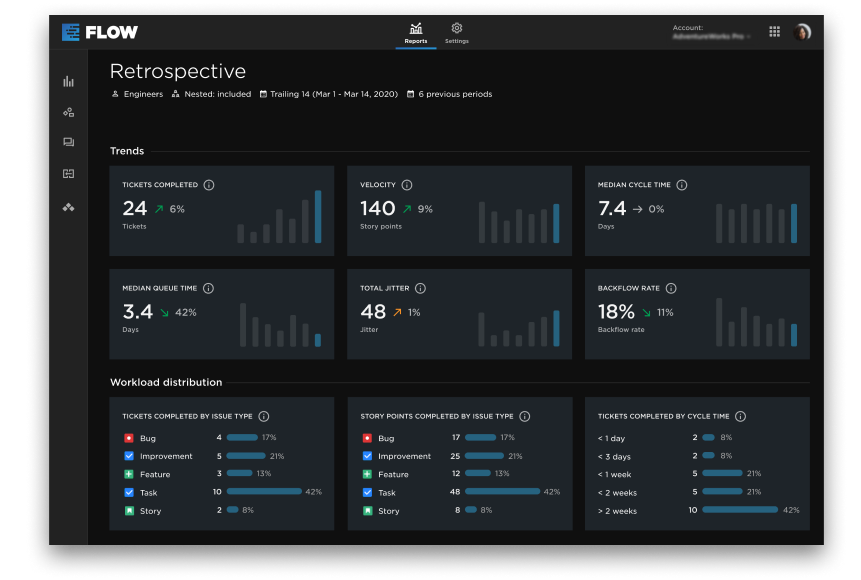 FLOW
Reports
Settings
Account:
Retrospective
Engineers Nested: included Trailing 14 (Mar 1 - Mar 14, 2020) 6 previous periods
Trends
TICKETS COMPLETED
24 6%
Tickets
VELOCITY
140 9%
Story points
MEDIAN CYCLE TIME
7.4 0%
Days
MEDIAN QUEUE TIME
3.4 42%
Days
TOTAL JITTER
48 1%
Jitter
BACKFLOW RATE
18% 11%
Backflow rate
Workload distribution
TICKETS COMPLETED BY ISSUE TYPE
Bug 4 17%
Improvement 5 21%
Feature 3 13%
Task 10 42%
Story 2 8%
STORY POINTS COMPLETED BY ISSUE TYPE
Bug 17 17%
Improvement 25 21%
Feature 12 13%
Task 48 42%
Story 8 8%
TICKETS COMPLETED BY CYCLE TIME
< 1 day 2 8%
< 3 days 2 8%
< 1 week 5 21%
< 2 weeks 5 21%
> 2 weeks 10 42%